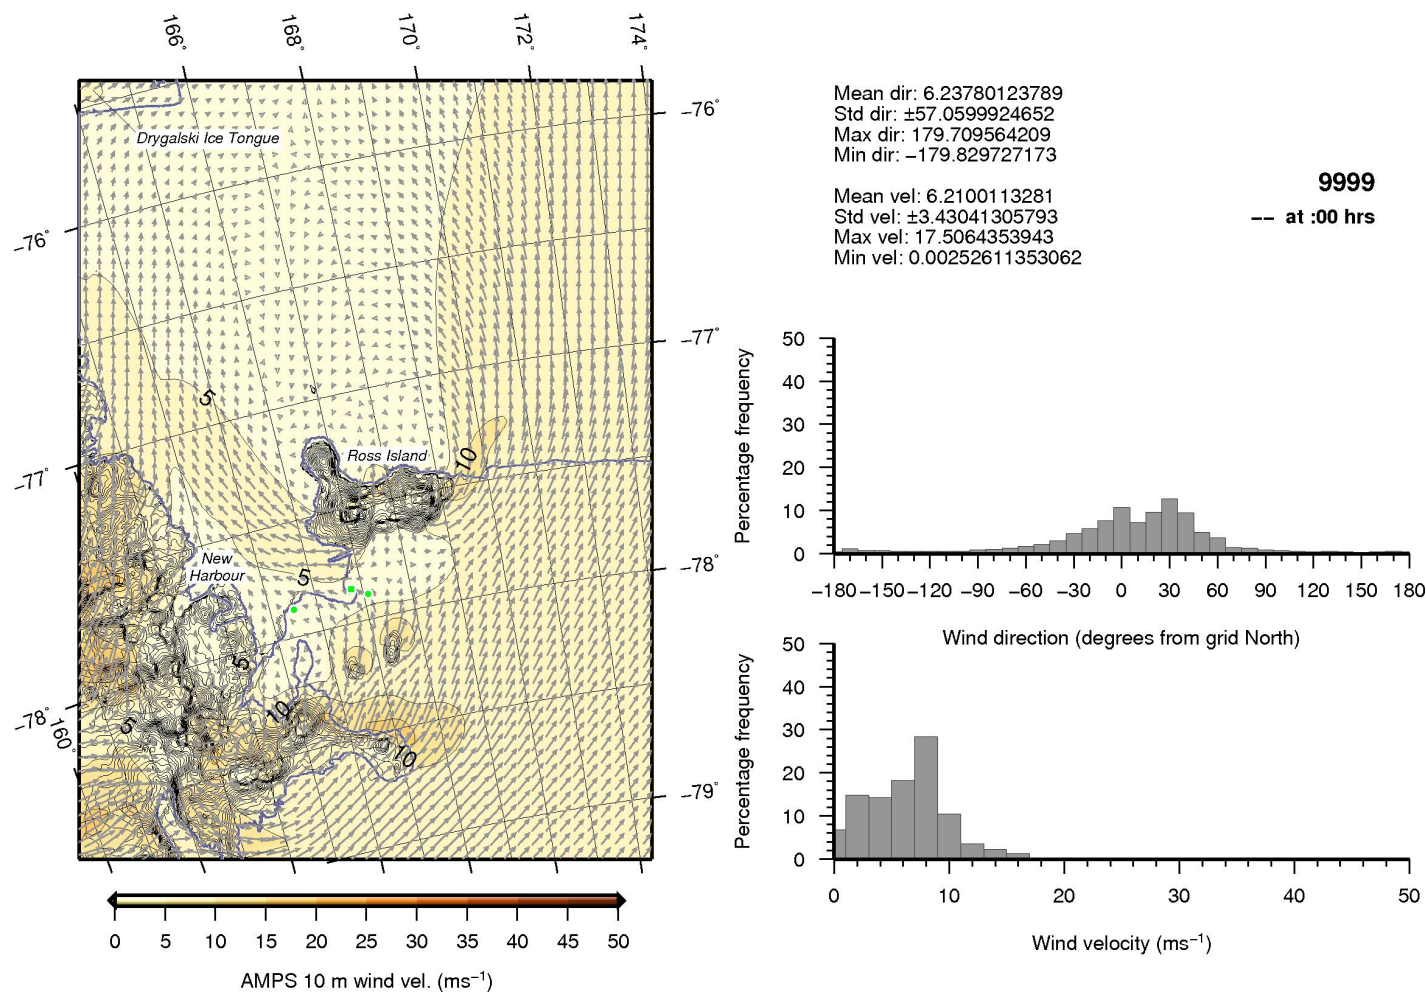 166°
168°
170°
172°
174°
−76°
−77°
−78°
−79°
−76°
−77°
−78°
160°
Drygalski Ice Tongue
Ross Island
New
Harbour
5
10
5
5
10
5
10
0 5 10 15 20 25 30 35 40 45 50
AMPS 10 m wind vel. (ms⁻¹)
Mean dir: 6.23780123789
Std dir: ±57.0599924652
Max dir: 179.709564209
Min dir: −179.829727173
Mean vel: 6.2100113281
Std vel: ±3.43041305793
Max vel: 17.5064353943
Min vel: 0.00252611353062
9999
−− at :00 hrs
Percentage frequency
50
40
30
20
10
0
−180 −150 −120 −90 −60 −30 0 30 60 90 120 150 180
Wind direction (degrees from grid North)
Percentage frequency
50
40
30
20
10
0
0 10 20 30 40 50
Wind velocity (ms⁻¹)